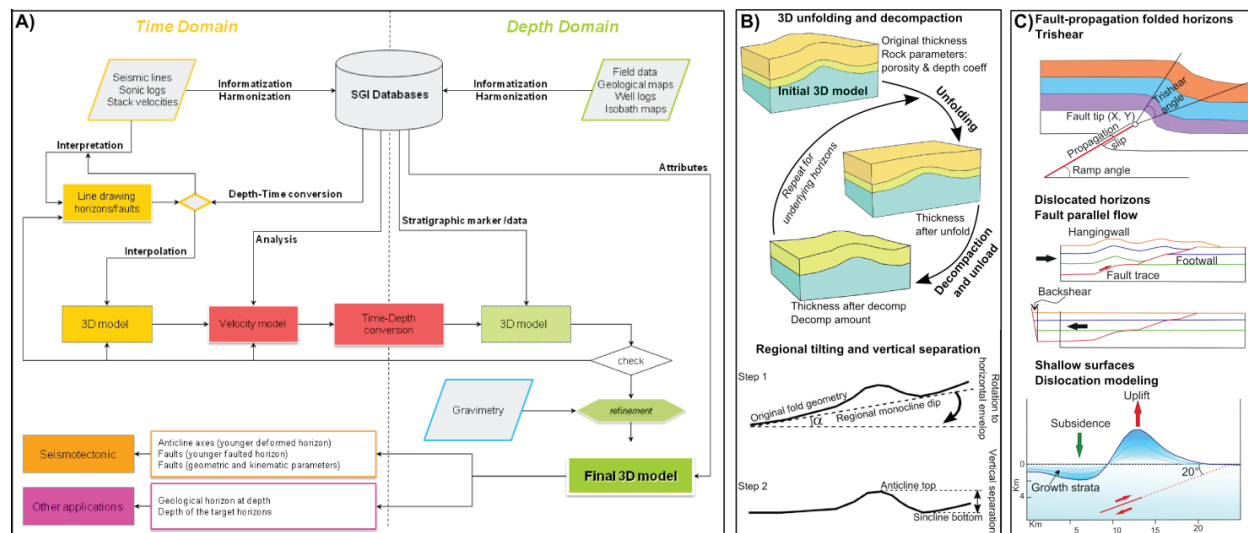 A)
Time Domain
Depth Domain
Seismic lines
Sonic logs
Stack velocities
Informatization
Harmonization
SGI Databases
Informatization
Harmonization
Field data
Geological maps
Well logs
Isobath maps
Interpretation
Attributes
Line drawing
horizons/faults
Depth-Time conversion
Stratigraphic marker /data
Interpolation
Analysis
3D model
Velocity model
Time-Depth
conversion
3D model
check
Gravimetry
refinement
Seismotectonic
Anticline axes (younger deformed horizon)
Faults (younger faulted horizon)
Faults (geometric and kinematic parameters)
Final 3D model
Other applications
Geological horizon at depth
Depth of the target horizons
B)
3D unfolding and decompaction
Original thickness
Rock parameters:
porosity & depth coeff
Initial 3D model
Unfolding
Repeat for
underlying horizons
Thickness
after unfold
Decompaction
and unload
Thickness after decomp
Decomp amount
Regional tilting and vertical separation
Step 1
Original fold geometry
Regional monocline dip
α
Rotation to
horizontal envelop
Step 2
Anticline top
Sincline bottom
Vertical separation
C)
Fault-propagation folded horizons
Trishear
Trishear
angle
Fault tip (X, Y)
Propagation
slip
Ramp angle
Dislocated horizons
Fault parallel flow
Hangingwall
Footwall
Fault trace
Backshear
Shallow surfaces
Dislocation modeling
Uplift
Subsidence
0
20°
Growth strata
4
Km
Km
5
10
15
20